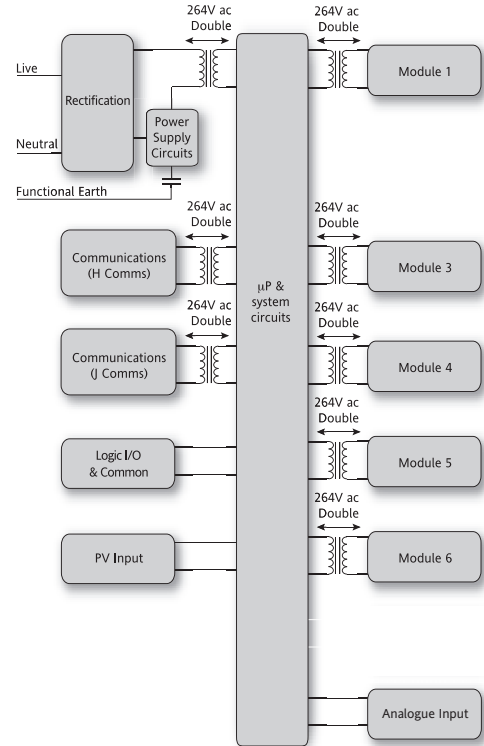 264V ac
Double
264V ac
Double
Live
Rectification
Module 1
Power
Supply
Circuits
Neutral
Functional Earth
264V ac
Double
264V ac
Double
Communications
(H Comms)
µP &
system
circuits
Module 3
264V ac
Double
264V ac
Double
Communications
(J Comms)
Module 4
264V ac
Double
Logic I/O
& Common
Module 5
264V ac
Double
PV Input
Module 6
Analogue Input